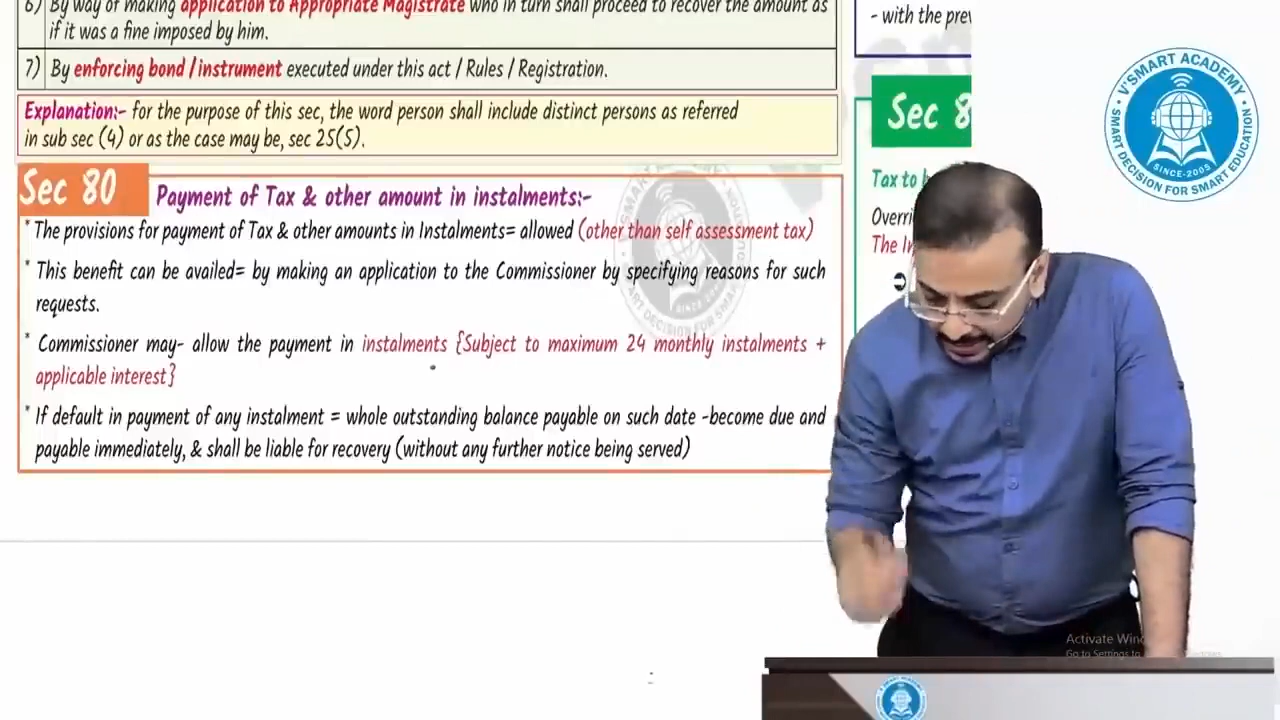 6) By way of making application to Appropriate Magistrate who in turn shall proceed to recover the amount as
if it was a fine imposed by him.
7) By enforcing bond / instrument executed under this act / Rules / Registration.
Explanation:- for the purpose of this sec, the word person shall include distinct persons as referred
in sub sec (4) or as the case may be, sec 25(5).
Sec 80 Payment of Tax & other amount in instalments:-
* The provisions for payment of Tax & other amounts in Instalments= allowed (other than self assessment tax)
* This benefit can be availed= by making an application to the Commissioner by specifying reasons for such
requests.
* Commissioner may- allow the payment in instalments {Subject to maximum 24 monthly instalments +
applicable interest}
* If default in payment of any instalment = whole outstanding balance payable on such date -become due and
payable immediately, & shall be liable for recovery (without any further notice being served)
- with the prev
Sec 8
Tax to b
Overri
The In
V'SMART ACADEMY
SINCE-2005
SMART DECISION FOR SMART EDUCATION
Activate Wind
Go to Settings to